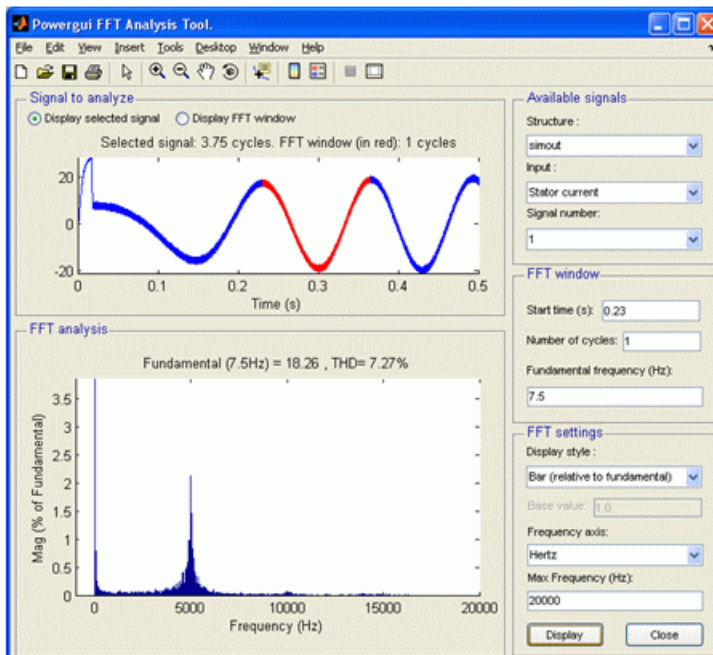 Powergui FFT Analysis Tool.
File Edit View Insert Tools Desktop Window Help
Signal to analyze
Display selected signal Display FFT window
Selected signal: 3.75 cycles. FFT window (in red): 1 cycles
20
0
-20
0 0.1 0.2 0.3 0.4 0.5
Time (s)
FFT analysis
Fundamental (7.5Hz) = 18.26 , THD= 7.27%
3.5
3
2.5
2
1.5
1
0.5
0
Mag (% of Fundamental)
0 5000 10000 15000 20000
Frequency (Hz)
Available signals
Structure :
simout
Input :
Stator current
Signal number:
1
FFT window
Start time (s): 0.23
Number of cycles: 1
Fundamental frequency (Hz):
7.5
FFT settings
Display style :
Bar (relative to fundamental)
Base value: 1.0
Frequency axis:
Hertz
Max Frequency (Hz):
20000
Display Close